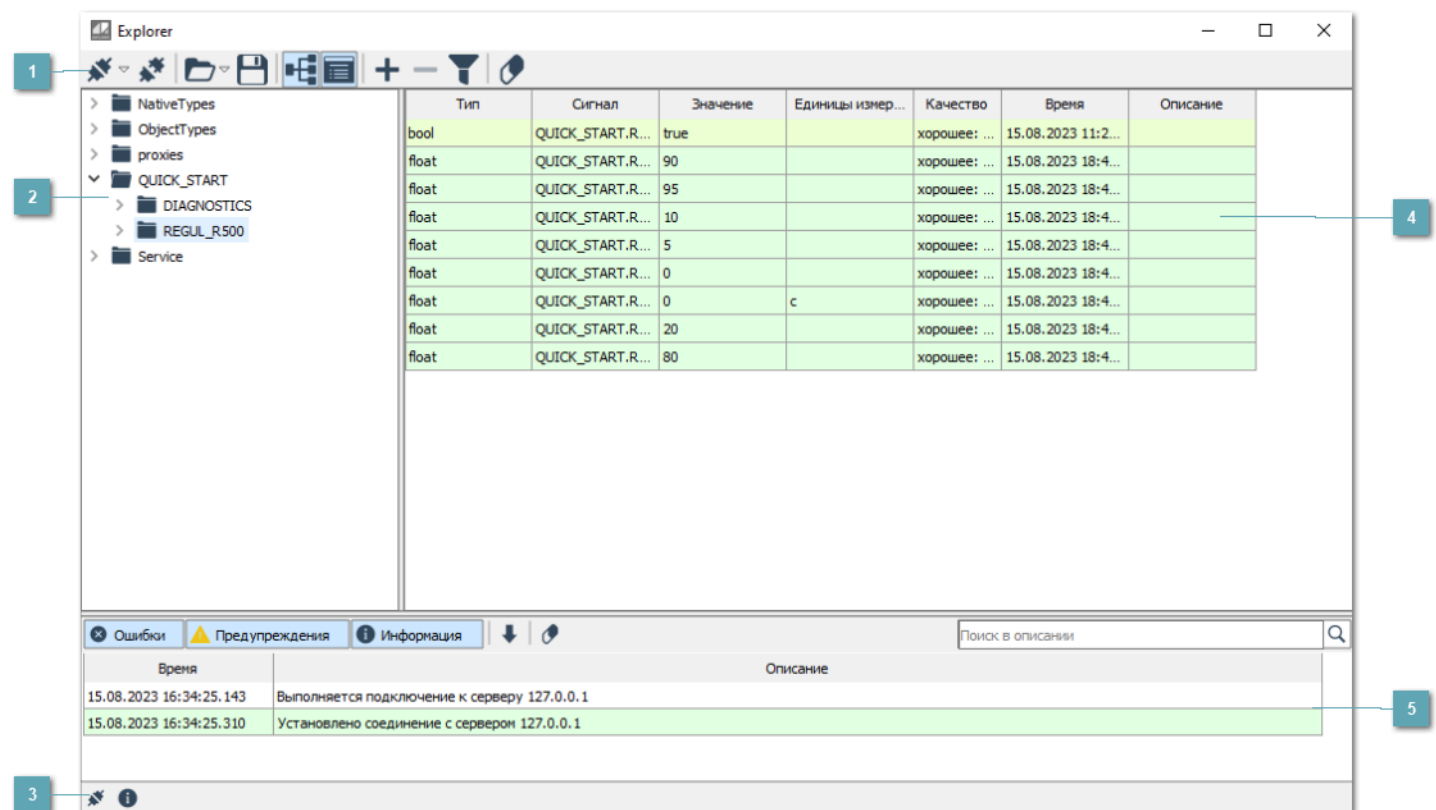 Explorer
1
NativeTypes
ObjectTypes
proxies
QUICK_START
DIAGNOSTICS
REGUL_R500
Service
2
Тип Сигнал Значение Единицы измер... Качество Время Описание
bool QUICK_START.R... true хорошее: ... 15.08.2023 11:2...
float QUICK_START.R... 90 хорошее: ... 15.08.2023 18:4...
float QUICK_START.R... 95 хорошее: ... 15.08.2023 18:4...
float QUICK_START.R... 10 хорошее: ... 15.08.2023 18:4...
float QUICK_START.R... 5 хорошее: ... 15.08.2023 18:4...
float QUICK_START.R... 0 хорошее: ... 15.08.2023 18:4...
float QUICK_START.R... 0 с хорошее: ... 15.08.2023 18:4...
float QUICK_START.R... 20 хорошее: ... 15.08.2023 18:4...
float QUICK_START.R... 80 хорошее: ... 15.08.2023 18:4...
4
Ошибки Предупреждения Информация Поиск в описании
Время Описание
15.08.2023 16:34:25.143 Выполняется подключение к серверу 127.0.0.1
15.08.2023 16:34:25.310 Установлено соединение с сервером 127.0.0.1
5
3